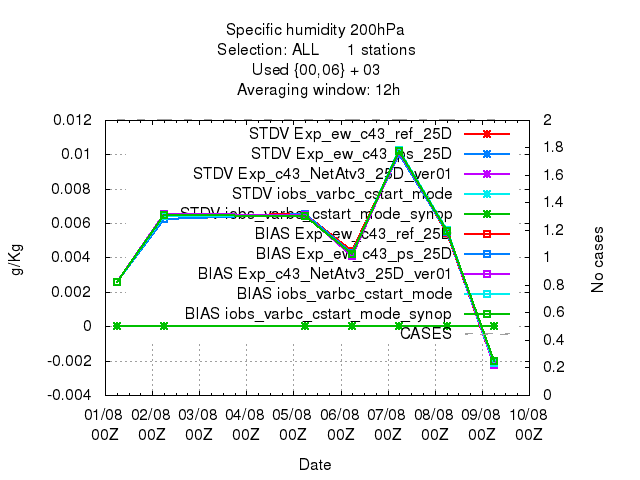 Specific humidity 200hPa
Selection: ALL 1 stations
Used {00,06} + 03
Averaging window: 12h
0.012
0.01
0.008
0.006
0.004
0.002
0
-0.002
-0.004
g/Kg
STDV Exp_ew_c43_ref_25D
STDV Exp_ew_c43_ps_25D
STDV Exp_c43_NetAtv3_25D_ver01
STDV iobs_varbc_cstart_mode
STDV iobs_varbc_cstart_mode_synop
BIAS Exp_ew_c43_ref_25D
BIAS Exp_ew_c43_ps_25D
BIAS Exp_c43_NetAtv3_25D_ver01
BIAS iobs_varbc_cstart_mode
BIAS iobs_varbc_cstart_mode_synop
CASES
2
1.8
1.6
1.4
1.2
1
0.8
0.6
0.4
0.2
0
No cases
01/08 02/08 03/08 04/08 05/08 06/08 07/08 08/08 09/08 10/08
00Z 00Z 00Z 00Z 00Z 00Z 00Z 00Z 00Z 00Z
Date